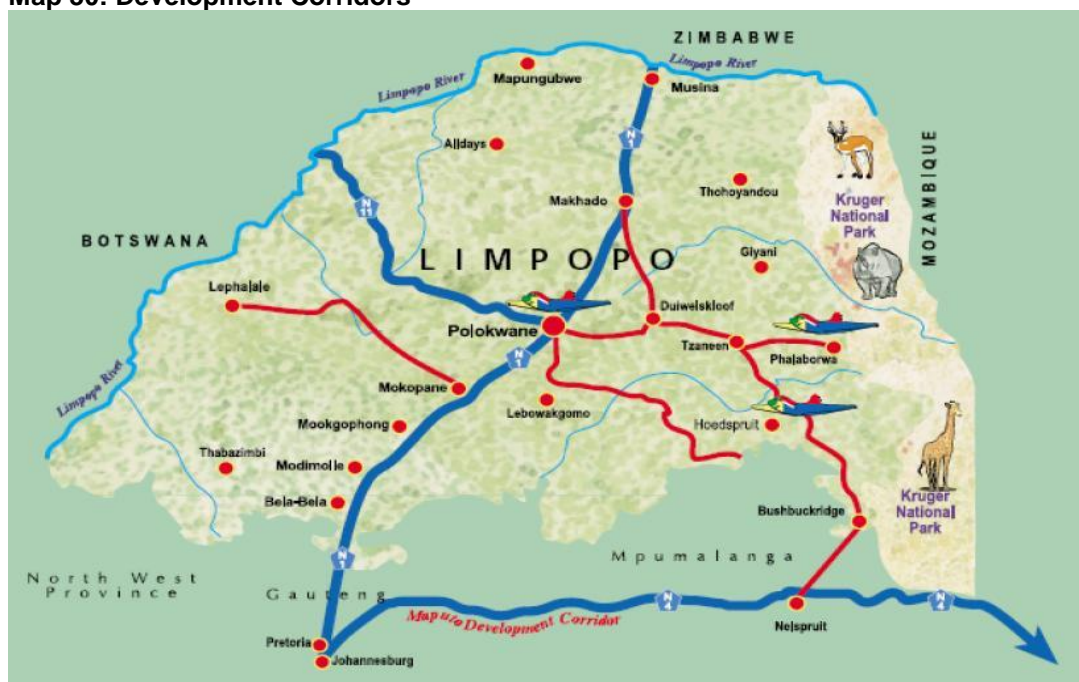 Map Development Corridors
ZIMBABWE
Limpopo River
Limpopo River
Mapungubwe
Musina
N1
Alldays
MOZAMBIQUE
Thohoyandou
Makhado
Kruger
National
Park
N11
BOTSWANA
LIMPOPO
Giyani
Lephalale
Duiwelskloof
Polokwane
Tzaneen
Phalaborwa
N1
Limpopo River
Mokopane
Lebowakgomo
Mookgophong
Hoedspruit
Thabazimbi
Modimolle
Kruger
National
Park
Bela-Bela
Bushbuckridge
N1
Mpumalanga
North West
Province
Gauteng
N4
N4
Maputo Development Corridor
Nelspruit
Pretoria
Johannesburg